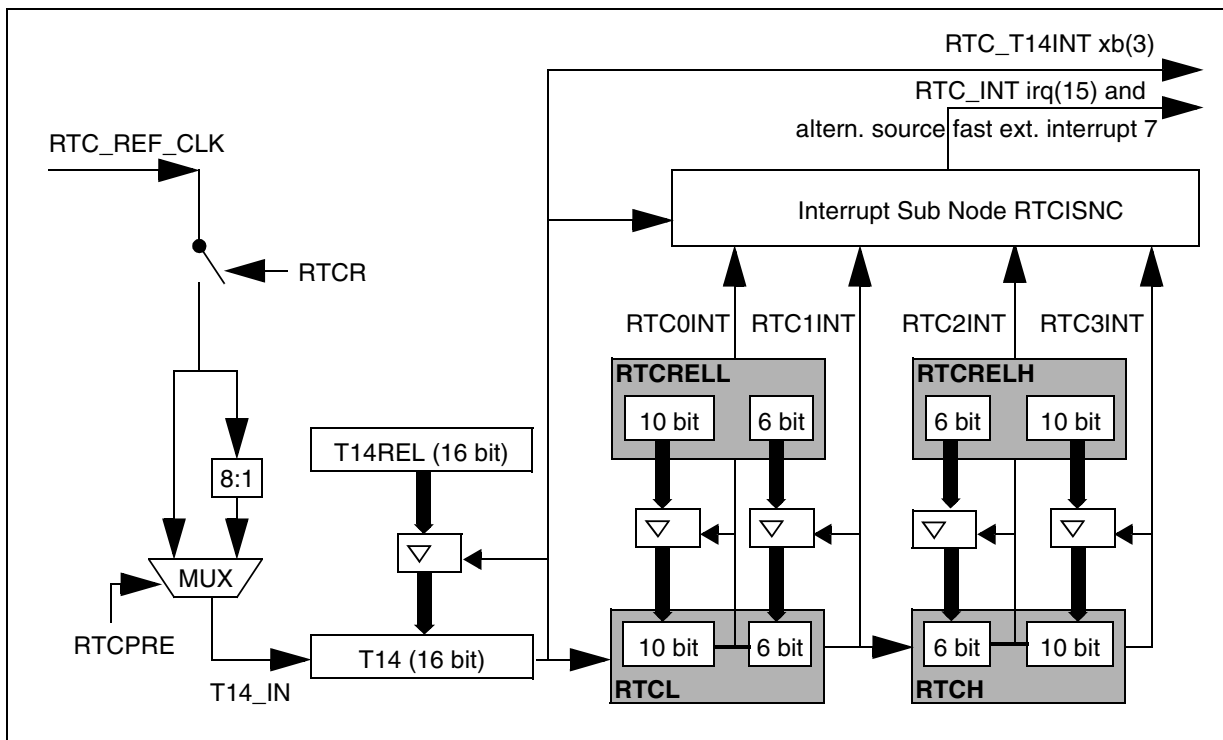 RTC_T14INT xb(3)
RTC_INT irq(15) and
altern. source fast ext. interrupt 7
RTC_REF_CLK
Interrupt Sub Node RTCISNC
RTCR
RTC0INT
RTC1INT
RTC2INT
RTC3INT
RTCRELL
RTCRELH
10 bit
6 bit
6 bit
10 bit
T14REL (16 bit)
8:1
MUX
RTCPRE
T14_IN
T14 (16 bit)
10 bit
6 bit
6 bit
10 bit
RTCL
RTCH